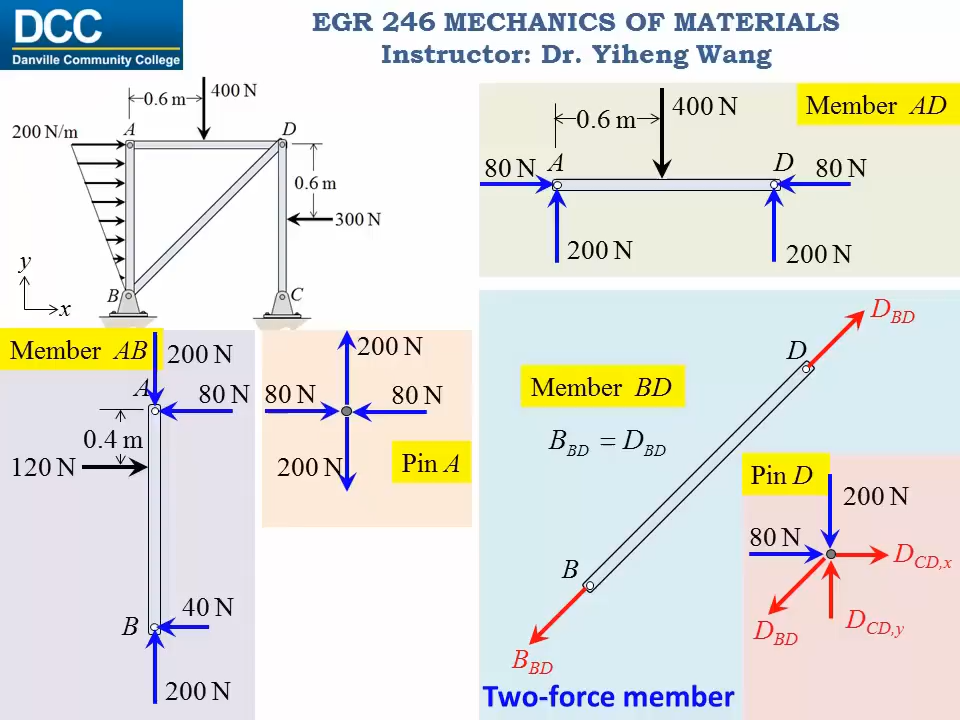 DCC
Danville Community College
EGR 246 MECHANICS OF MATERIALS
Instructor: Dr. Yiheng Wang
400 N
0.6 m
200 N/m
A
D
0.6 m
300 N
y
B
C
x
Member AD
400 N
0.6 m
80 N
A
D
80 N
200 N
200 N
Member AB
200 N
A
80 N
0.4 m
120 N
40 N
B
200 N
200 N
80 N
80 N
200 N
Pin A
D_BD
D
Member BD
B_BD = D_BD
B
B_BD
Two-force member
Pin D
200 N
80 N
D_CD,x
D_BD
D_CD,y